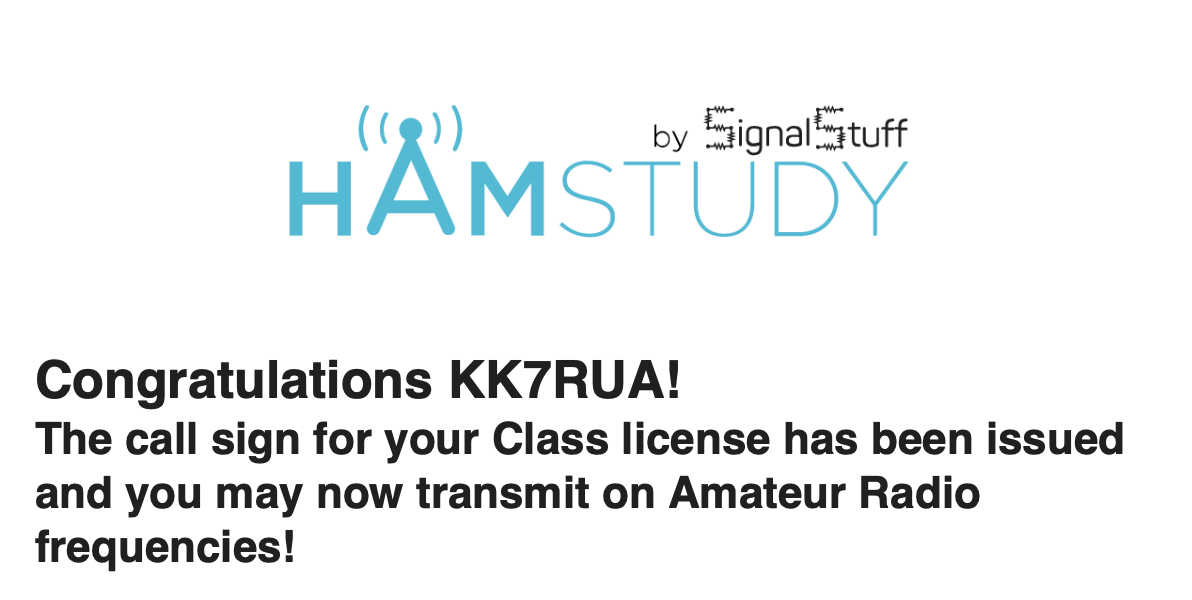 by SignalStuff
HAMSTUDY
Congratulations KK7RUA!
The call sign for your Class license has been issued
and you may now transmit on Amateur Radio
frequencies!